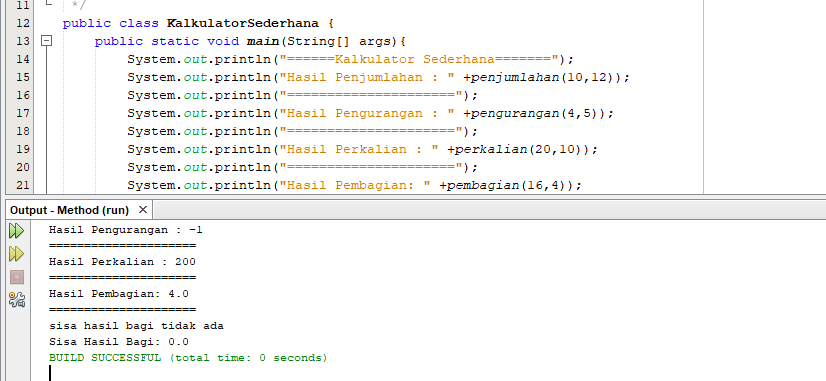 11 */
12 public class KalkulatorSederhana {
13 public static void main(String[] args){
14 System.out.println("======Kalkulator Sederhana=======");
15 System.out.println("Hasil Penjumlahan : " +penjumlahan(10,12));
16 System.out.println("=====================");
17 System.out.println("Hasil Pengurangan : " +pengurangan(4,5));
18 System.out.println("=====================");
19 System.out.println("Hasil Perkalian : " +perkalian(20,10));
20 System.out.println("=====================");
21 System.out.println("Hasil Pembagian: " +pembagian(16,4));
Output - Method (run) ×
Hasil Pengurangan : -1
=====================
Hasil Perkalian : 200
=====================
Hasil Pembagian: 4.0
=====================
sisa hasil bagi tidak ada
Sisa Hasil Bagi: 0.0
BUILD SUCCESSFUL (total time: 0 seconds)